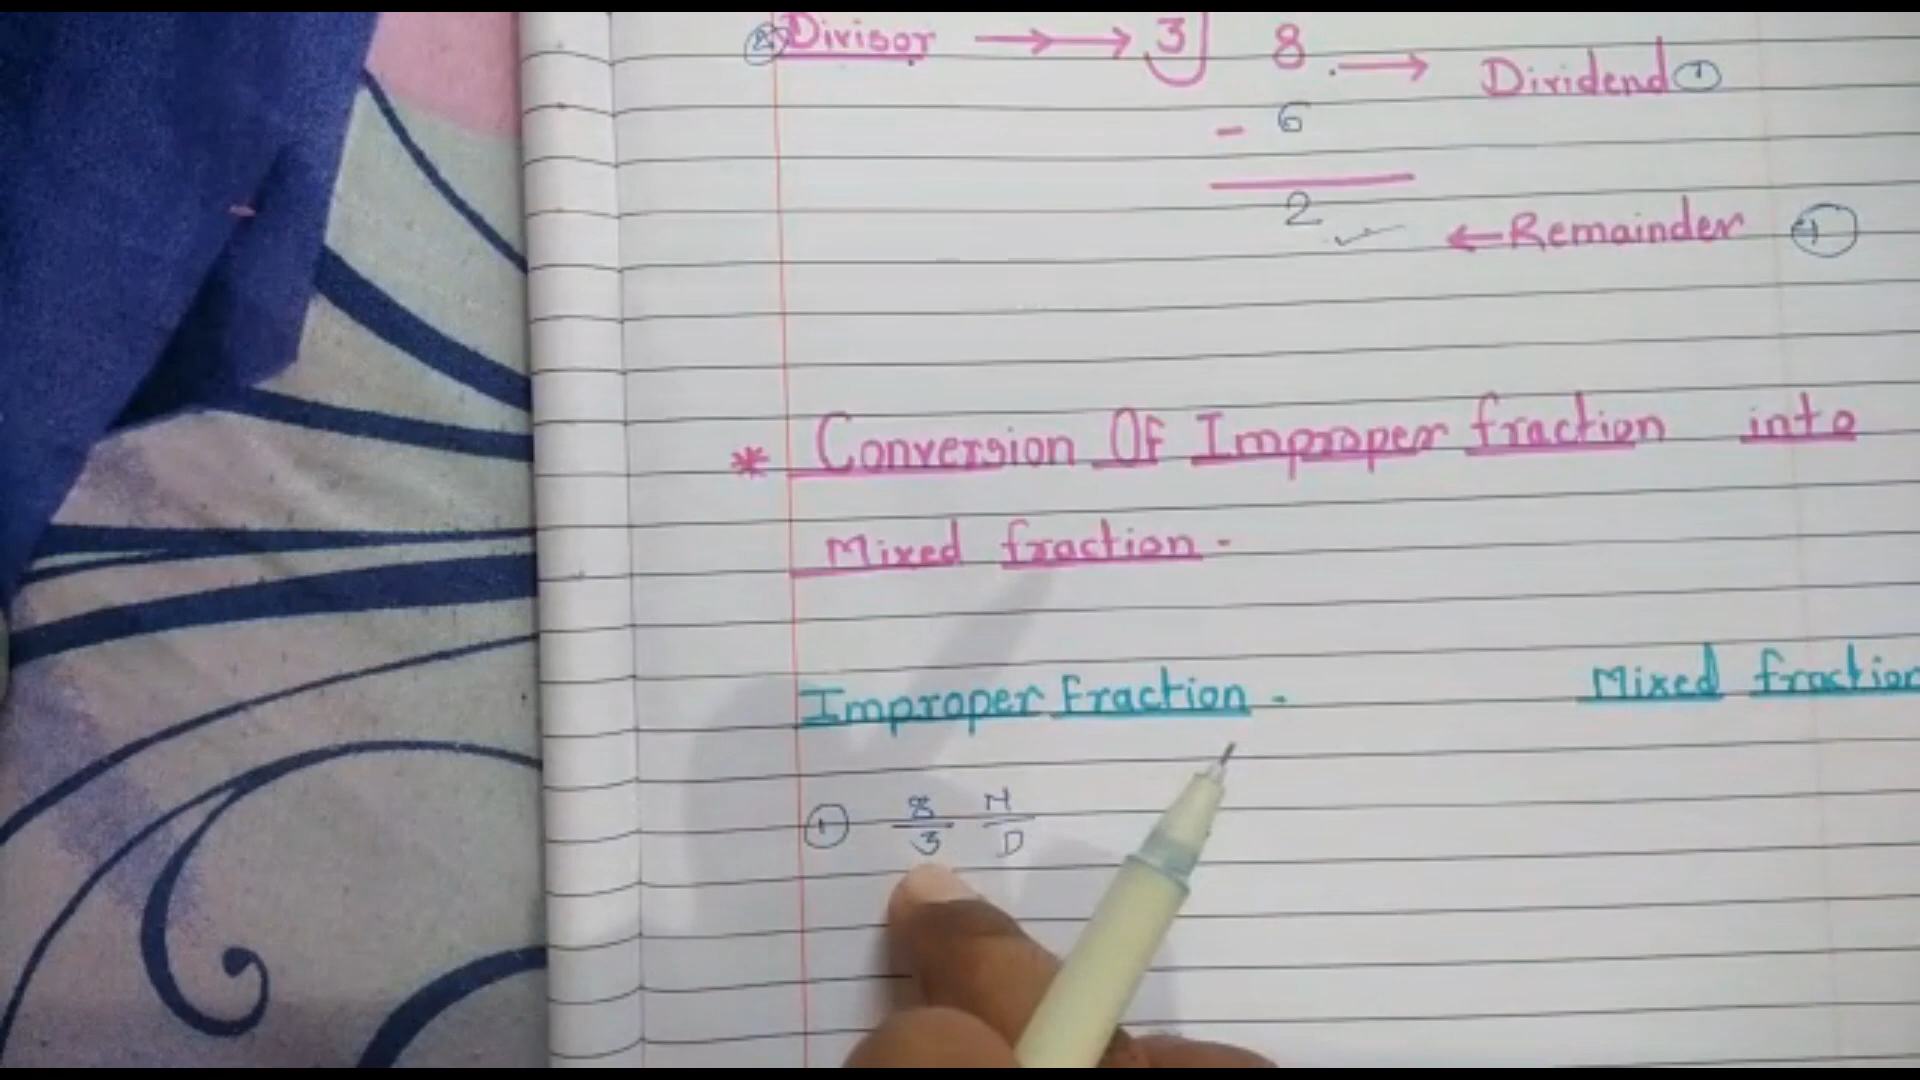 ② Divisor →→ 3) 8 → Dividend ①
- 6
2 ✓ ← Remainder ④
* Conversion Of Improper fraction into
Mixed fraction -
Improper Fraction - Mixed fraction
① 8/3 N/D